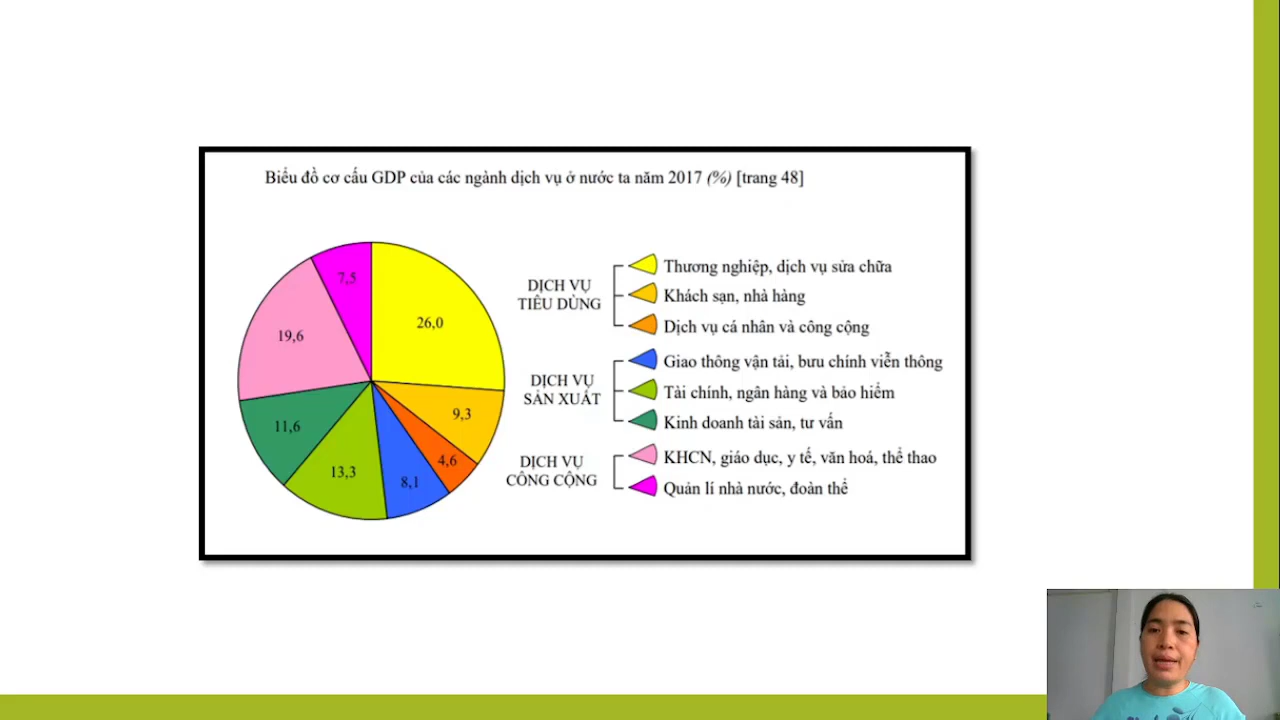 Biểu đồ cơ cấu GDP của các ngành dịch vụ ở nước ta năm 2017 (%) [trang 48]
7,5
26,0
19,6
9,3
11,6
4,6
13,3
8,1
DỊCH VỤ
TIÊU DÙNG
Thương nghiệp, dịch vụ sửa chữa
Khách sạn, nhà hàng
Dịch vụ cá nhân và công cộng
DỊCH VỤ
SẢN XUẤT
Giao thông vận tải, bưu chính viễn thông
Tài chính, ngân hàng và bảo hiểm
Kinh doanh tài sản, tư vấn
DỊCH VỤ
CÔNG CỘNG
KHCN, giáo dục, y tế, văn hoá, thể thao
Quản lí nhà nước, đoàn thể